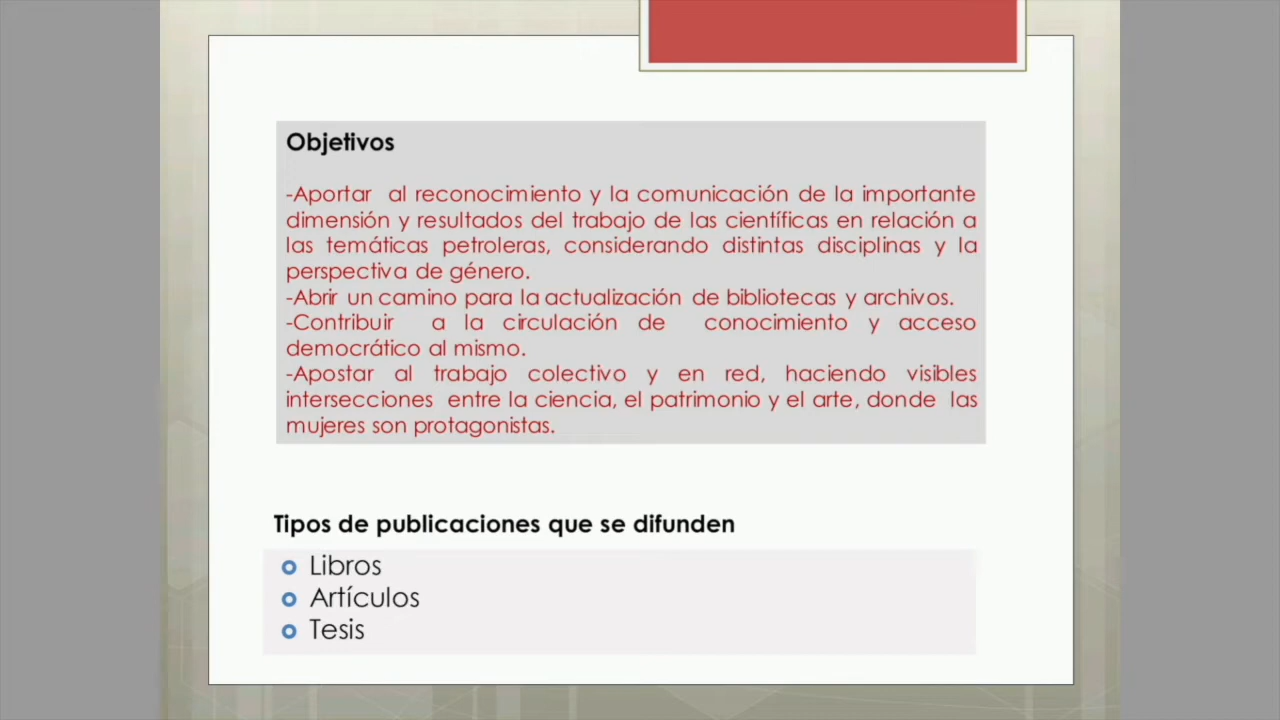 Objetivos
-Aportar al reconocimiento y la comunicación de la importante
dimensión y resultados del trabajo de las científicas en relación a
las temáticas petroleras, considerando distintas disciplinas y la
perspectiva de género.
-Abrir un camino para la actualización de bibliotecas y archivos.
-Contribuir a la circulación de conocimiento y acceso
democrático al mismo.
-Apostar al trabajo colectivo y en red, haciendo visibles
intersecciones entre la ciencia, el patrimonio y el arte, donde las
mujeres son protagonistas.
Tipos de publicaciones que se difunden
Libros
Artículos
Tesis